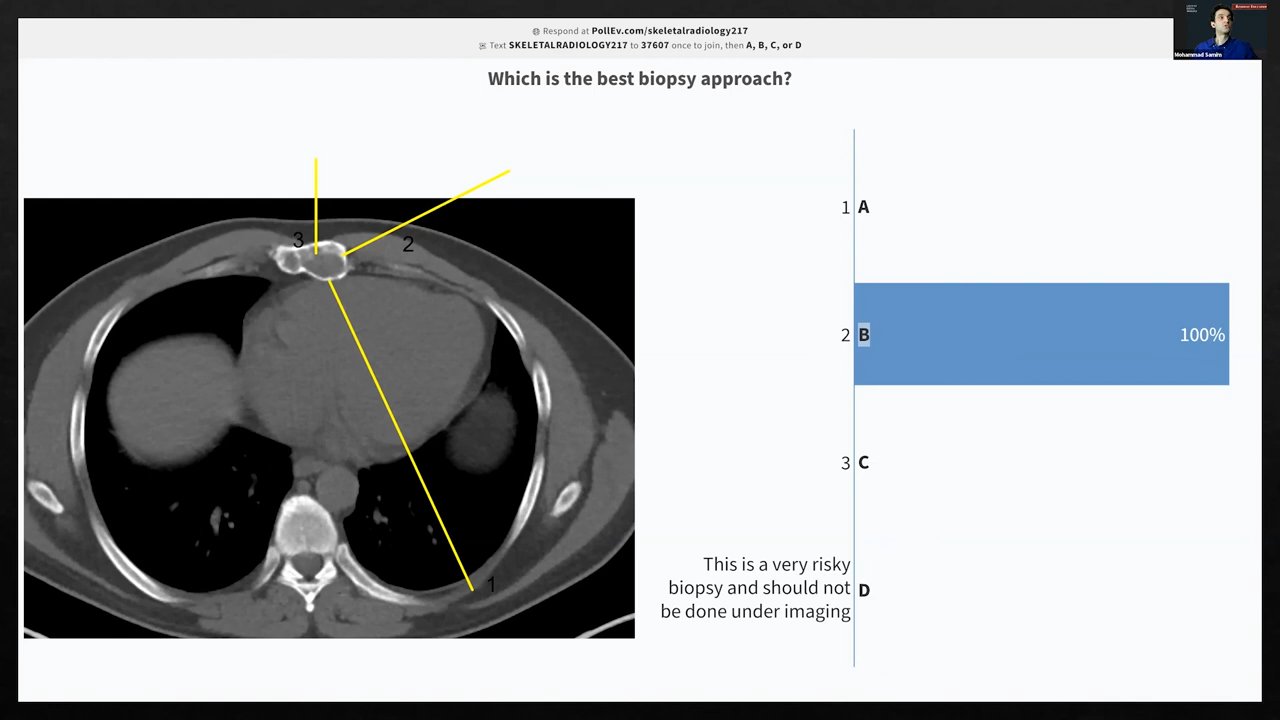 Respond at PollEv.com/skeletalradiology217
Text SKELETALRADIOLOGY217 to 37607 once to join, then A, B, C, or D
Mohammad Samim
Which is the best biopsy approach?
3
2
1
1 A
2 B
100%
3 C
This is a very risky
biopsy and should not
be done under imaging
D